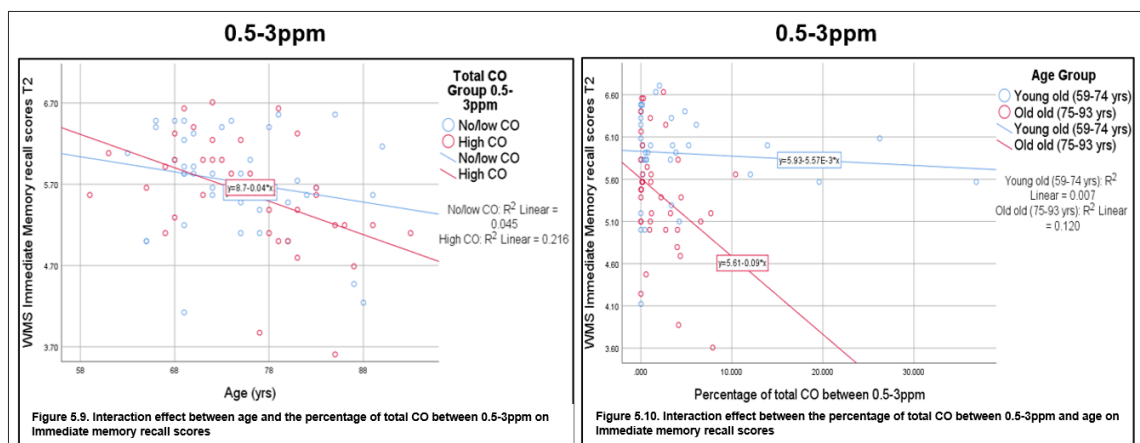 0.5-3ppm
WMS Immediate Memory recall scores T2
6.70
5.70
4.70
3.70
58
68
78
88
Age (yrs)
y=8.7-0.04*x
Total CO
Group 0.5-
3ppm
No/low CO
High CO
No/low CO
High CO
No/low CO: R² Linear =
0.045
High CO: R² Linear = 0.216
Figure 5.9. Interaction effect between age and the percentage of total CO between 0.5-3ppm on
Immediate memory recall scores
0.5-3ppm
WMS Immediate Memory recall scores T2
6.60
6.10
5.60
5.10
4.60
4.10
3.60
.000
10.000
20.000
30.000
Percentage of total CO between 0.5-3ppm
y=5.93-5.57E-3*x
y=5.61-0.09*x
Age Group
Young old (59-74 yrs)
Old old (75-93 yrs)
Young old (59-74 yrs)
Old old (75-93 yrs)
Young old (59-74 yrs): R²
Linear = 0.007
Old old (75-93 yrs): R² Linear
= 0.120
Figure 5.10. Interaction effect between the percentage of total CO between 0.5-3ppm and age on
Immediate memory recall scores